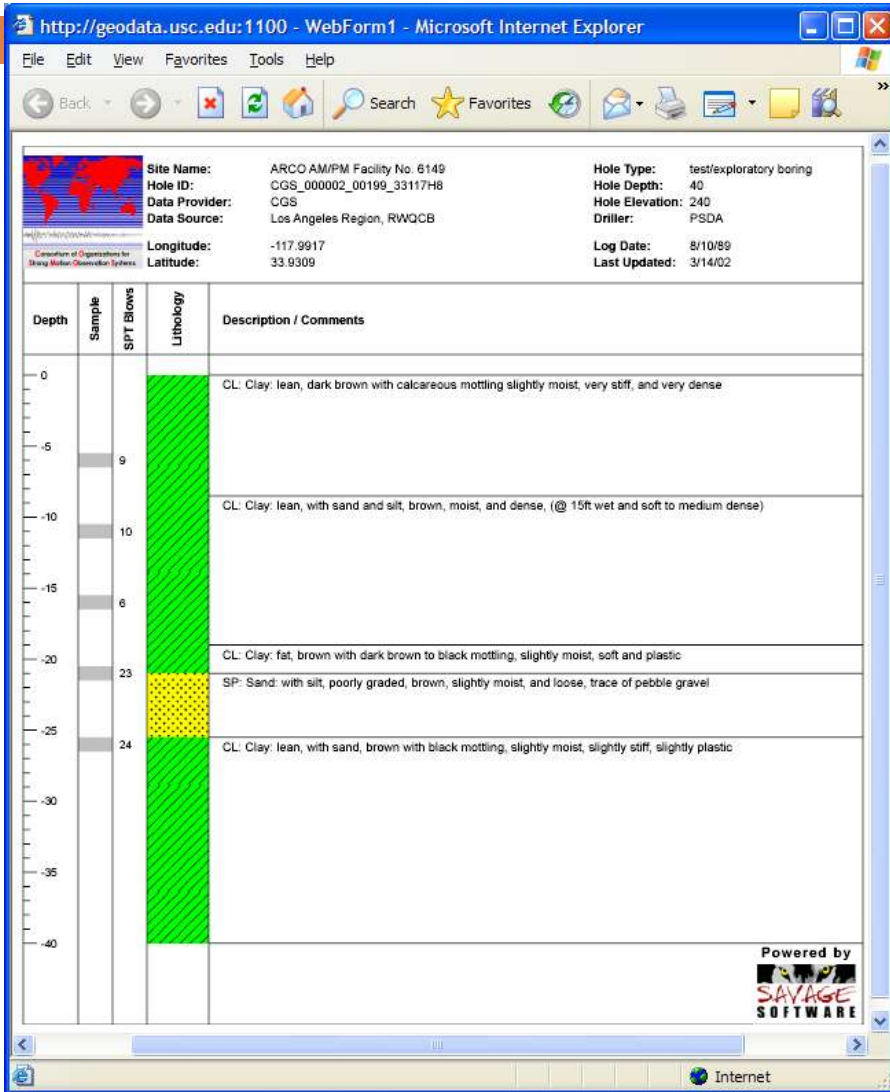 http://geodata.usc.edu:1100 - WebForm1 - Microsoft Internet Explorer
File Edit View Favorites Tools Help
Back Search Favorites »
Site Name: ARCO AM/PM Facility No. 6149 Hole Type: test/exploratory boring
Hole ID: CGS_000002_00199_33117H8 Hole Depth: 40
Data Provider: CGS Hole Elevation: 240
Data Source: Los Angeles Region, RWQCB Driller: PSDA
Longitude: -117.9917 Log Date: 8/10/89
Latitude: 33.9309 Last Updated: 3/14/02
Consortium of Organizations for
Strong Motion Observation Systems
Depth Sample SPT Blows Lithology Description / Comments
0
CL: Clay: lean, dark brown with calcareous mottling slightly moist, very stiff, and very dense
-5
9
CL: Clay: lean, with sand and silt, brown, moist, and dense, (@ 15ft wet and soft to medium dense)
-10
10
-15
6
CL: Clay: fat, brown with dark brown to black mottling, slightly moist, soft and plastic
-20
23
SP: Sand: with silt, poorly graded, brown, slightly moist, and loose, trace of pebble gravel
-25
24
CL: Clay: lean, with sand, brown with black mottling, slightly moist, slightly stiff, slightly plastic
-30
-35
-40
Powered by
SAVAGE
SOFTWARE
Internet